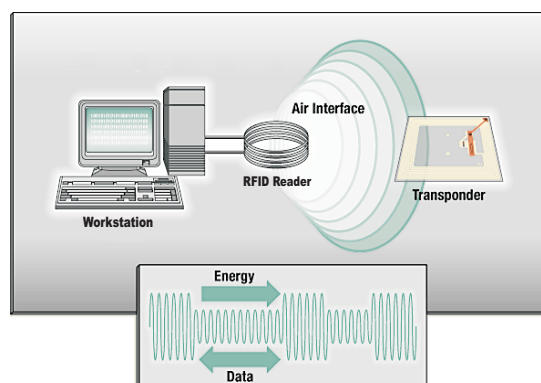 Air Interface
RFID Reader
Workstation
Transponder
Energy
Data